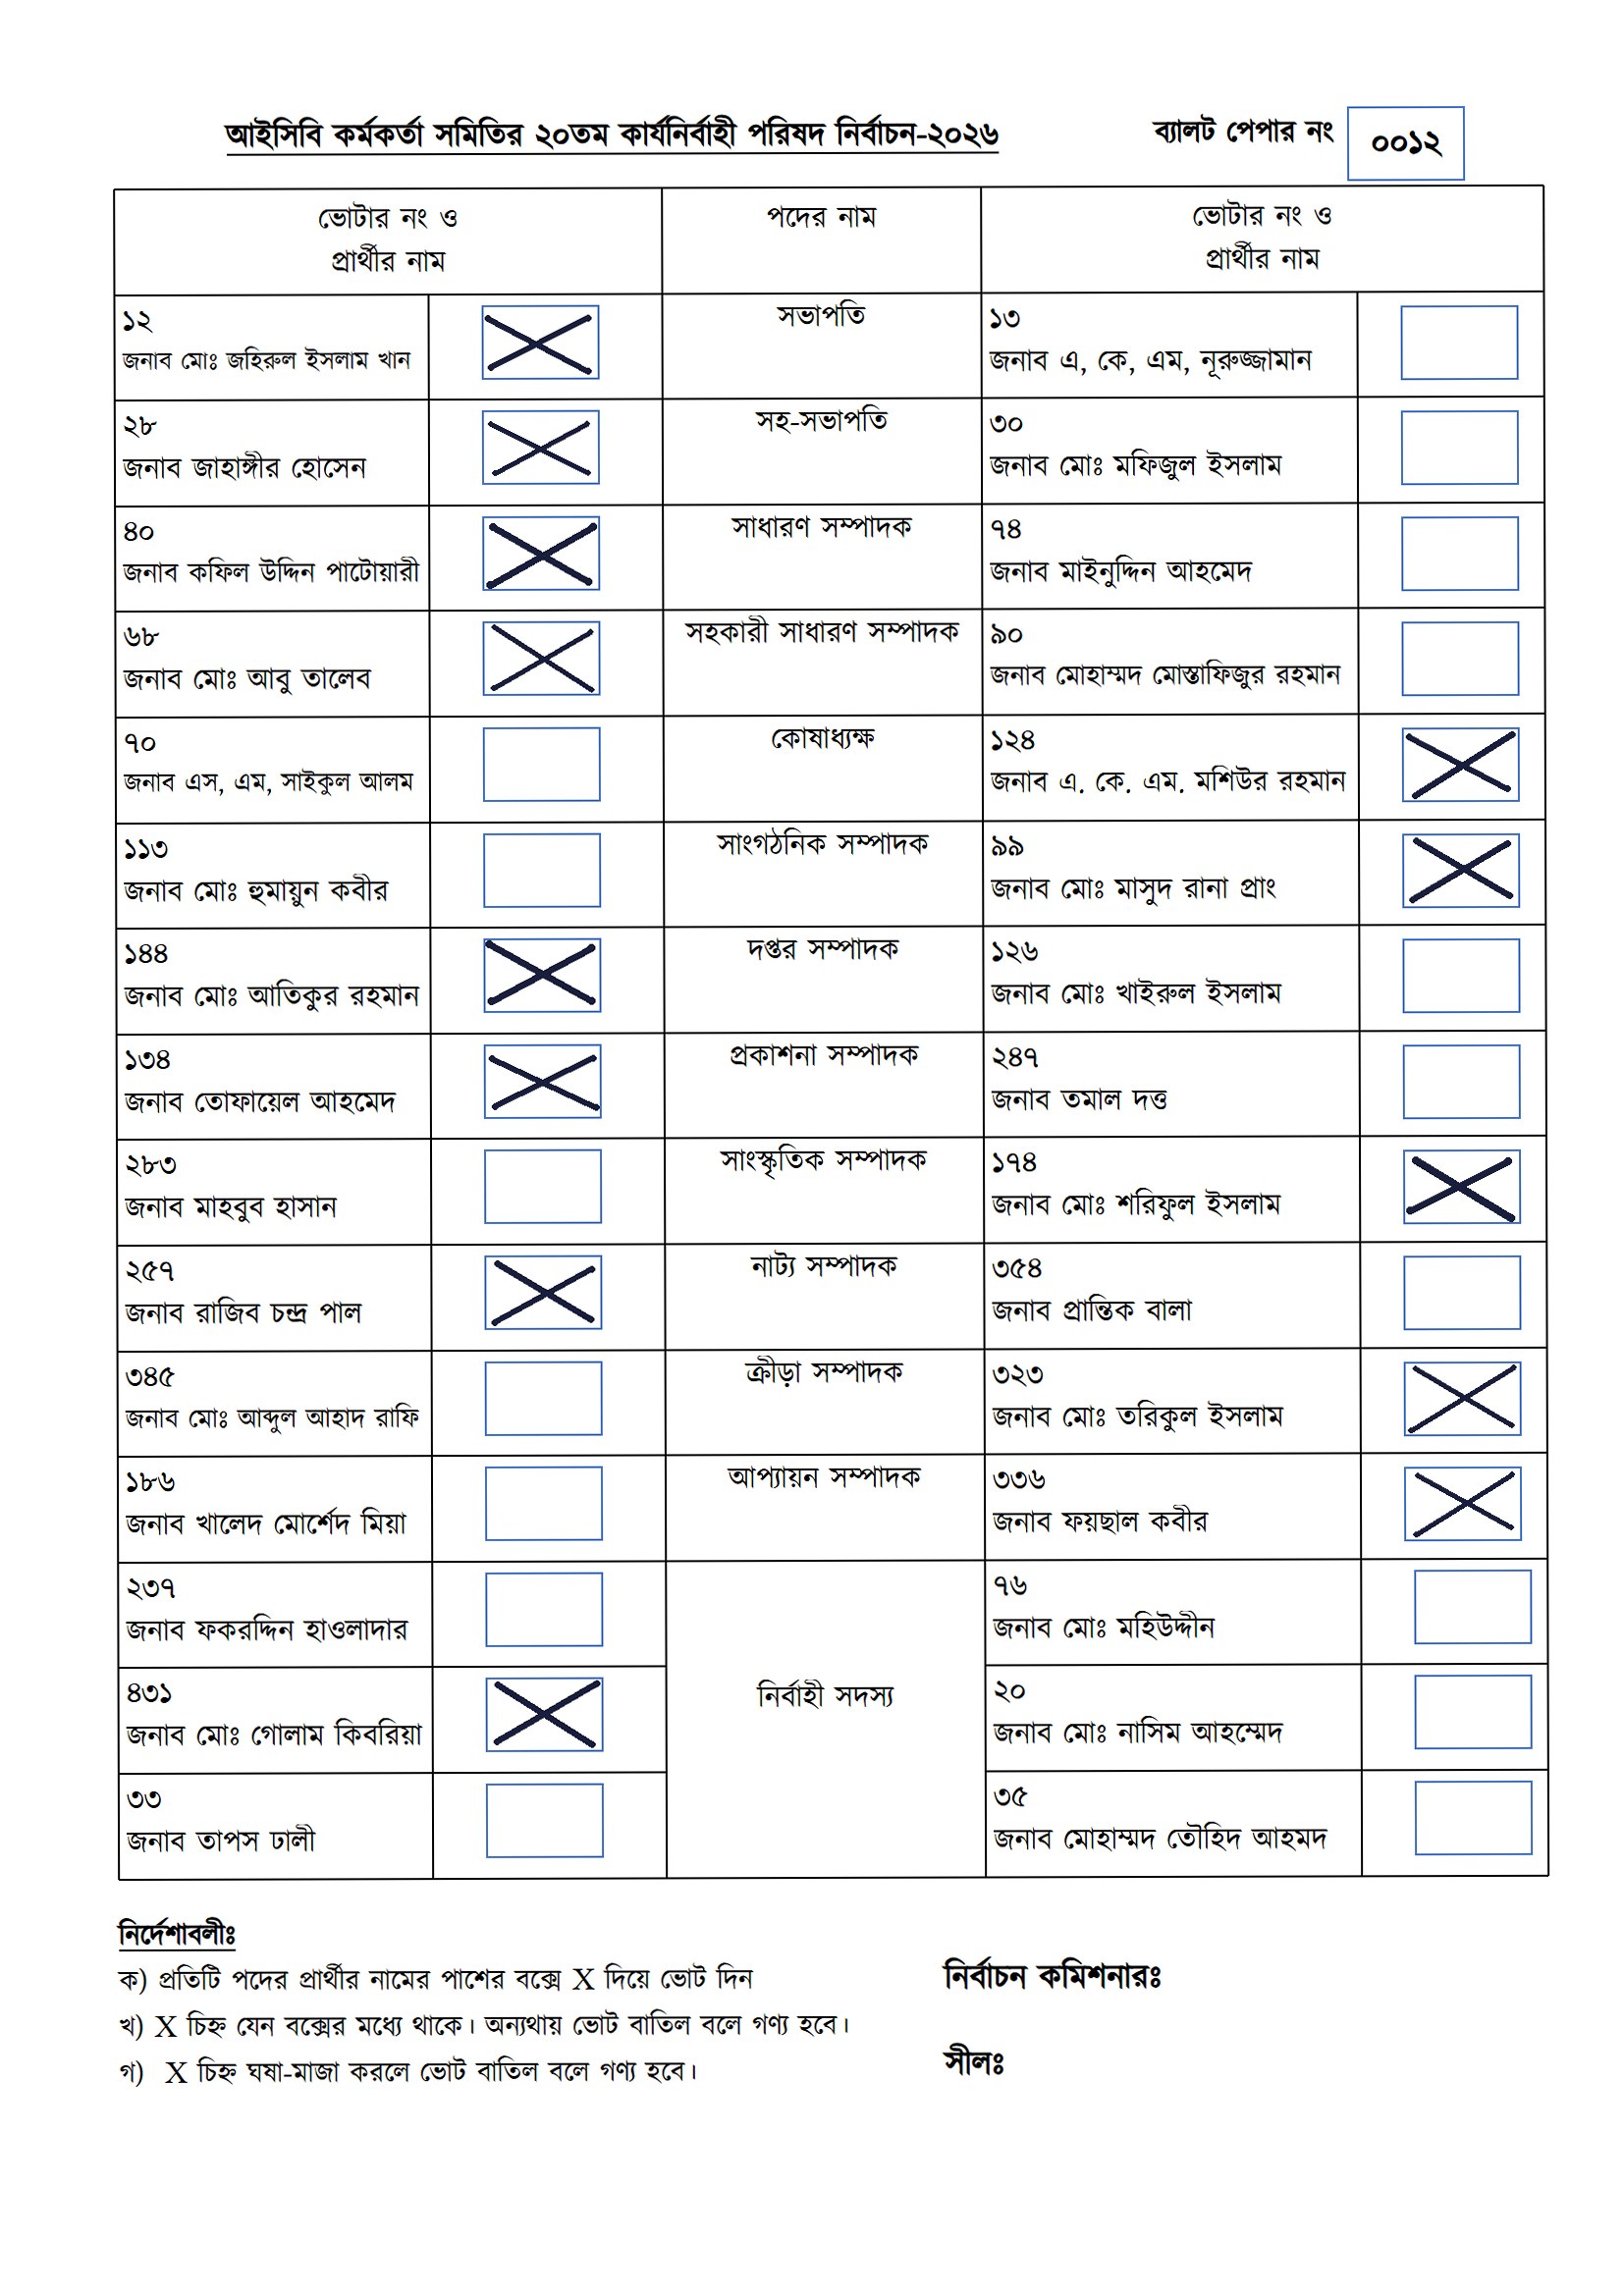 আইসিবি কর্মকর্তা সমিতির ২০তম কার্যনির্বাহী পরিষদ নির্বাচন-২০২৬ ব্যালট পেপার নং ০০১২
ভোটার নং ও পদের নাম ভোটার নং ও
প্রার্থীর নাম প্রার্থীর নাম
১২ সভাপতি ১৩
জনাব মোঃ জহিরুল ইসলাম খান জনাব এ, কে, এম, নূরুজ্জামান
২৮ সহ-সভাপতি ৩০
জনাব জাহাঙ্গীর হোসেন জনাব মোঃ মফিজুল ইসলাম
৪০ সাধারণ সম্পাদক ৭৪
জনাব কফিল উদ্দিন পাটোয়ারী জনাব মাইনুদ্দিন আহমেদ
৬৮ সহকারী সাধারণ সম্পাদক ৯০
জনাব মোঃ আবু তালেব জনাব মোহাম্মদ মোস্তাফিজুর রহমান
৭০ কোষাধ্যক্ষ ১২৪
জনাব এস, এম, সাইকুল আলম জনাব এ. কে. এম. মশিউর রহমান
১১৩ সাংগঠনিক সম্পাদক ৯৯
জনাব মোঃ হুমায়ুন কবীর জনাব মোঃ মাসুদ রানা প্রাং
১৪৪ দপ্তর সম্পাদক ১২৬
জনাব মোঃ আতিকুর রহমান জনাব মোঃ খাইরুল ইসলাম
১৩৪ প্রকাশনা সম্পাদক ২৪৭
জনাব তোফায়েল আহমেদ জনাব তমাল দত্ত
২৮৩ সাংস্কৃতিক সম্পাদক ১৭৪
জনাব মাহবুব হাসান জনাব মোঃ শরিফুল ইসলাম
২৫৭ নাট্য সম্পাদক ৩৫৪
জনাব রাজিব চন্দ্র পাল জনাব প্রান্তিক বালা
৩৪৫ ক্রীড়া সম্পাদক ৩২৩
জনাব মোঃ আব্দুল আহাদ রাফি জনাব মোঃ তরিকুল ইসলাম
১৮৬ আপ্যায়ন সম্পাদক ৩৩৬
জনাব খালেদ মোর্শেদ মিয়া জনাব ফয়ছাল কবীর
২৩৭ ৭৬
জনাব ফকরদ্দিন হাওলাদার জনাব মোঃ মহিউদ্দীন
৪৩১ নির্বাহী সদস্য ২০
জনাব মোঃ গোলাম কিবরিয়া জনাব মোঃ নাসিম আহম্মেদ
৩৩ ৩৫
জনাব তাপস ঢালী জনাব মোহাম্মদ তৌহিদ আহমদ
নির্দেশাবলীঃ
ক) প্রতিটি পদের প্রার্থীর নামের পাশের বক্সে X দিয়ে ভোট দিন নির্বাচন কমিশনারঃ
খ) X চিহ্ন যেন বক্সের মধ্যে থাকে। অন্যথায় ভোট বাতিল বলে গণ্য হবে।
গ) X চিহ্ন ঘষা-মাজা করলে ভোট বাতিল বলে গণ্য হবে। সীলঃ